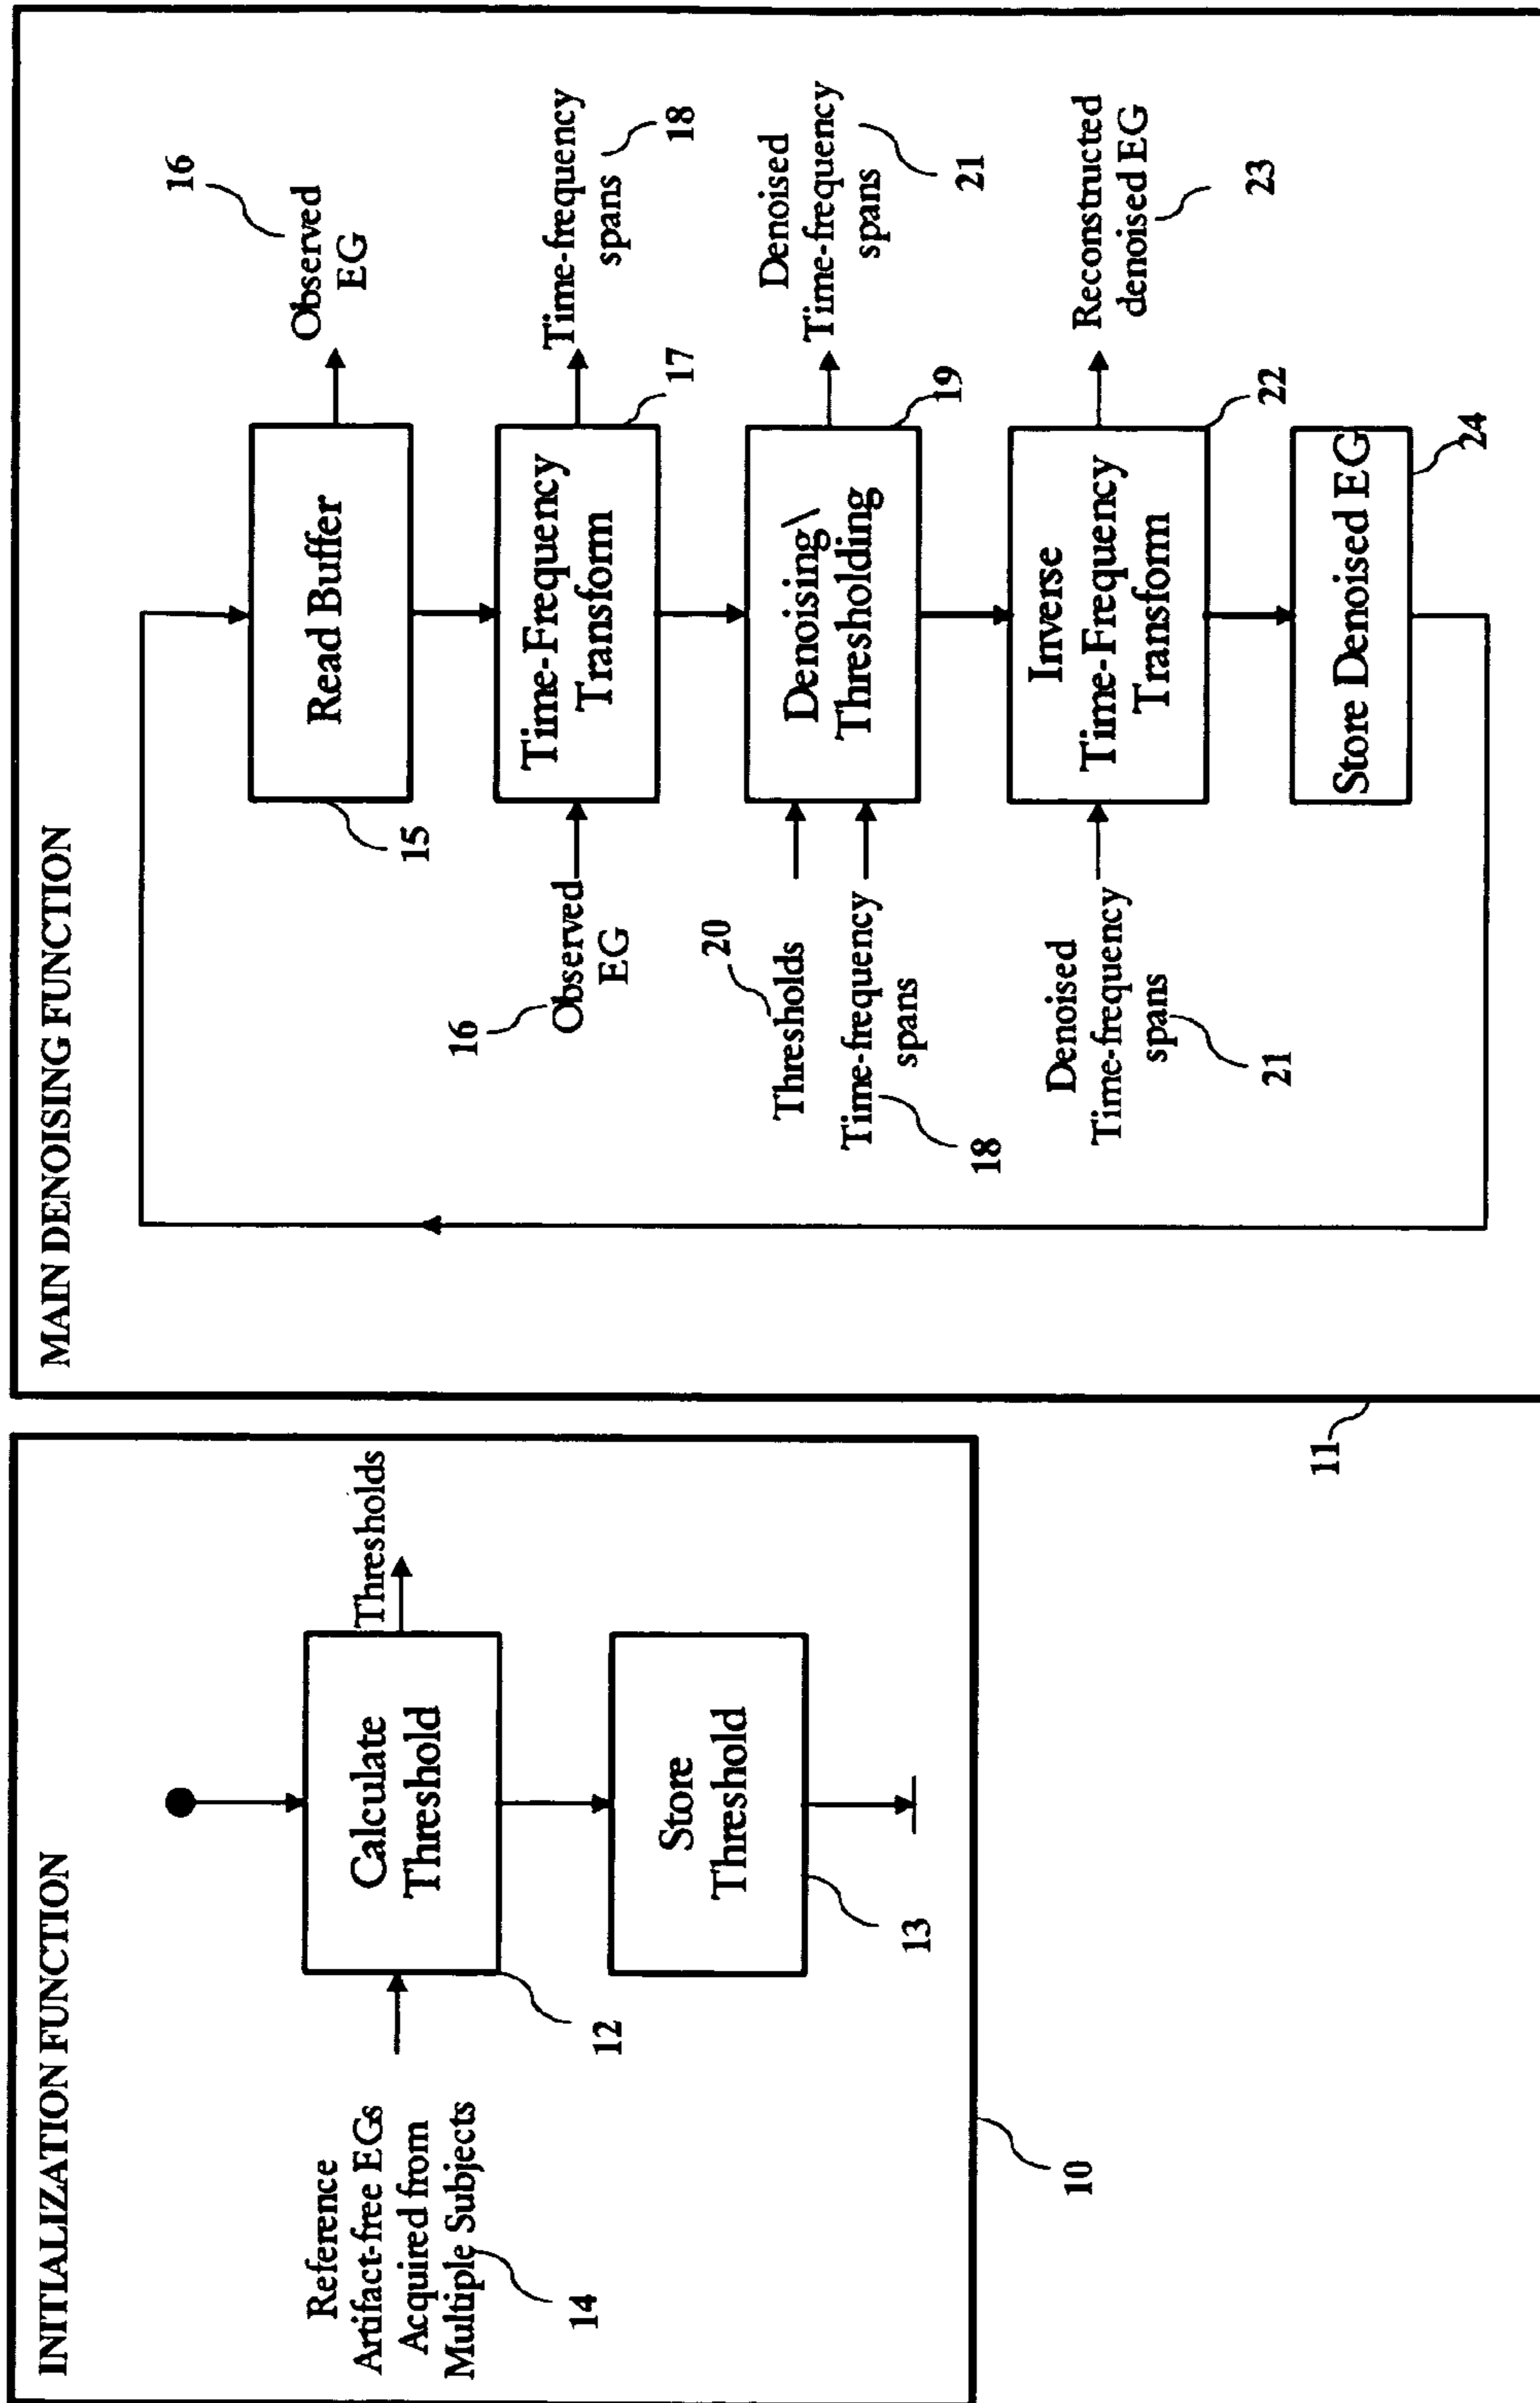 INITIALIZATION FUNCTION
Reference
Artifact-free EGs
Acquired from
Multiple Subjects
14
Calculate
Threshold
12
Thresholds
Store
Threshold
13
10
MAIN DENOISING FUNCTION
Read Buffer
15
16
Observed
EG
16
Observed
EG
Time-Frequency
Transform
17
Time-frequency
spans
18
20
Thresholds
Time-frequency
spans
18
Denoising\
Thresholding
19
Denoised
Time-frequency
spans
21
Denoised
Time-frequency
spans
21
Inverse
Time-Frequency
Transform
22
Reconstructed
denoised EG
23
Store Denoised EG
24
11